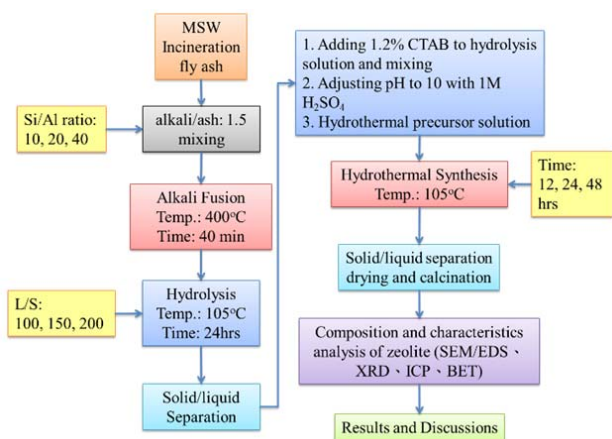 MSW
Incineration
fly ash
Si/Al ratio:
10, 20, 40
alkali/ash: 1.5
mixing
Alkali Fusion
Temp.: 400°C
Time: 40 min
L/S:
100, 150, 200
Hydrolysis
Temp.: 105°C
Time: 24hrs
Solid/liquid
Separation
1. Adding 1.2% CTAB to hydrolysis
solution and mixing
2. Adjusting pH to 10 with 1M
H₂SO₄
3. Hydrothermal precursor solution
Hydrothermal Synthesis
Temp.: 105°C
Time:
12, 24, 48
hrs
Solid/liquid separation
drying and calcination
Composition and characteristics
analysis of zeolite (SEM/EDS、
XRD、ICP、BET)
Results and Discussions